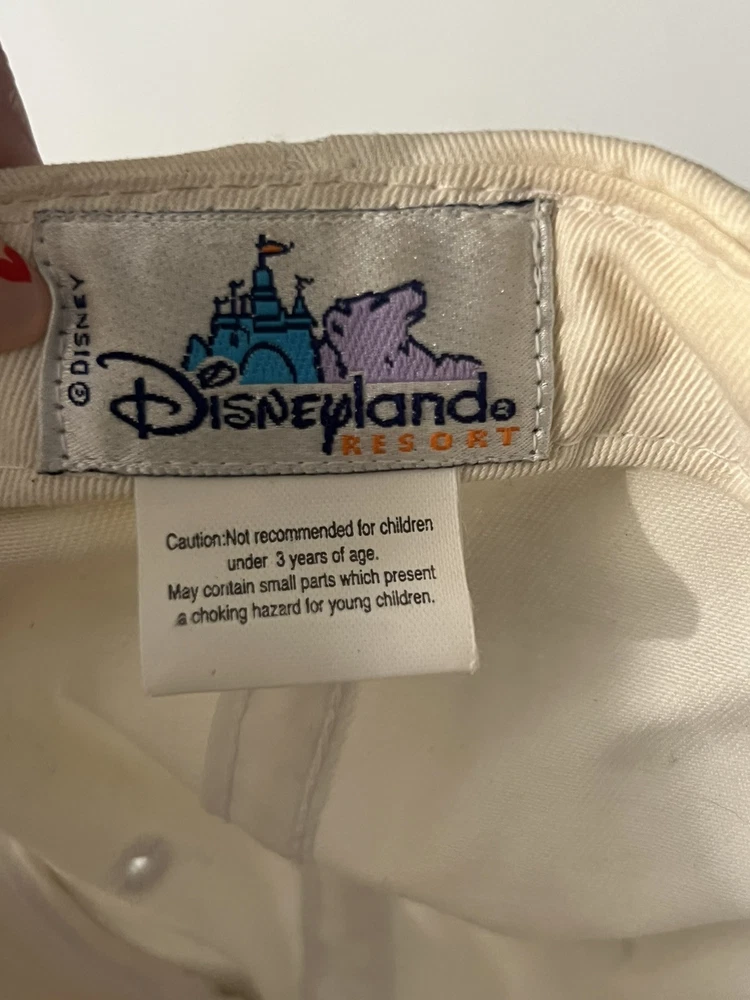 © DISNEY
Disneyland®
RESORT
Caution:Not recommended for children
under 3 years of age.
May contain small parts which present
a choking hazard for young children.